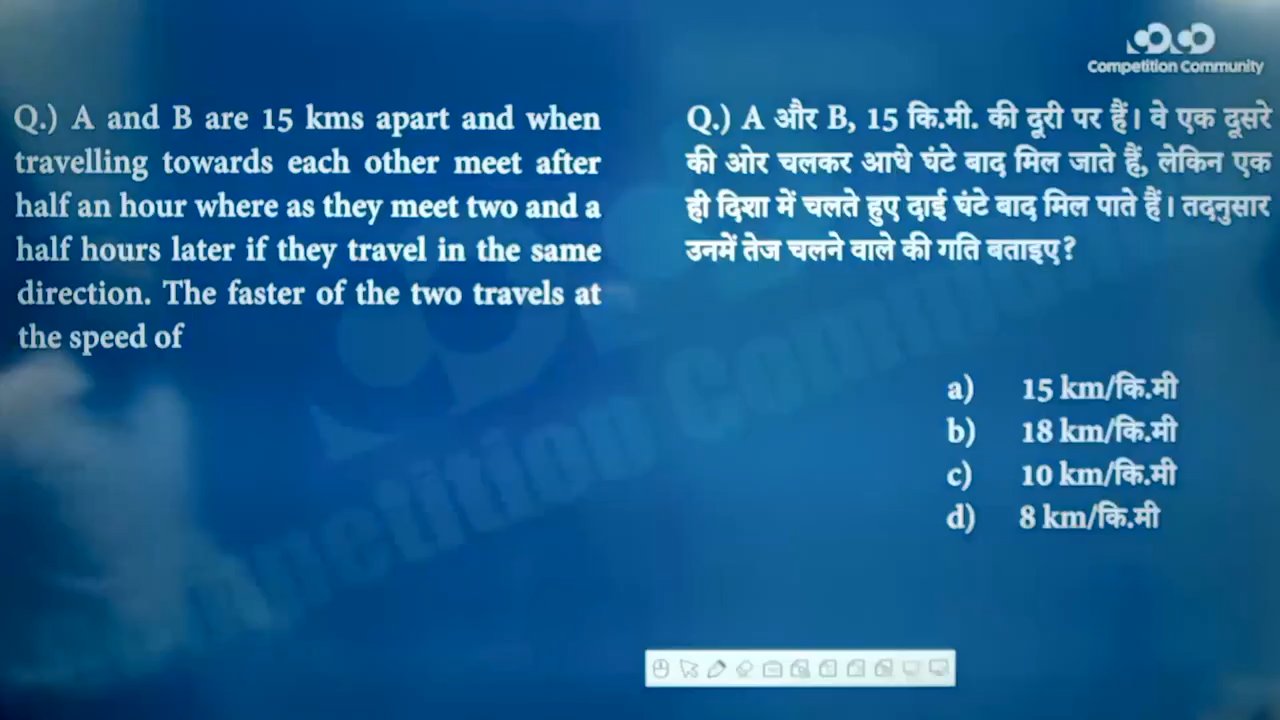 Competition Community
Q.) A and B are 15 kms apart and when
travelling towards each other meet after
half an hour where as they meet two and a
half hours later if they travel in the same
direction. The faster of the two travels at
the speed of
Q.) A और B, 15 कि.मी. की दूरी पर हैं। वे एक दूसरे
की ओर चलकर आधे घंटे बाद मिल जाते हैं, लेकिन एक
ही दिशा में चलते हुए दाई घंटे बाद मिल पाते हैं। तदनुसार
उनमें तेज चलने वाले की गति बताइए?
a) 15 km/कि.मी
b) 18 km/कि.मी
c) 10 km/कि.मी
d) 8 km/कि.मी